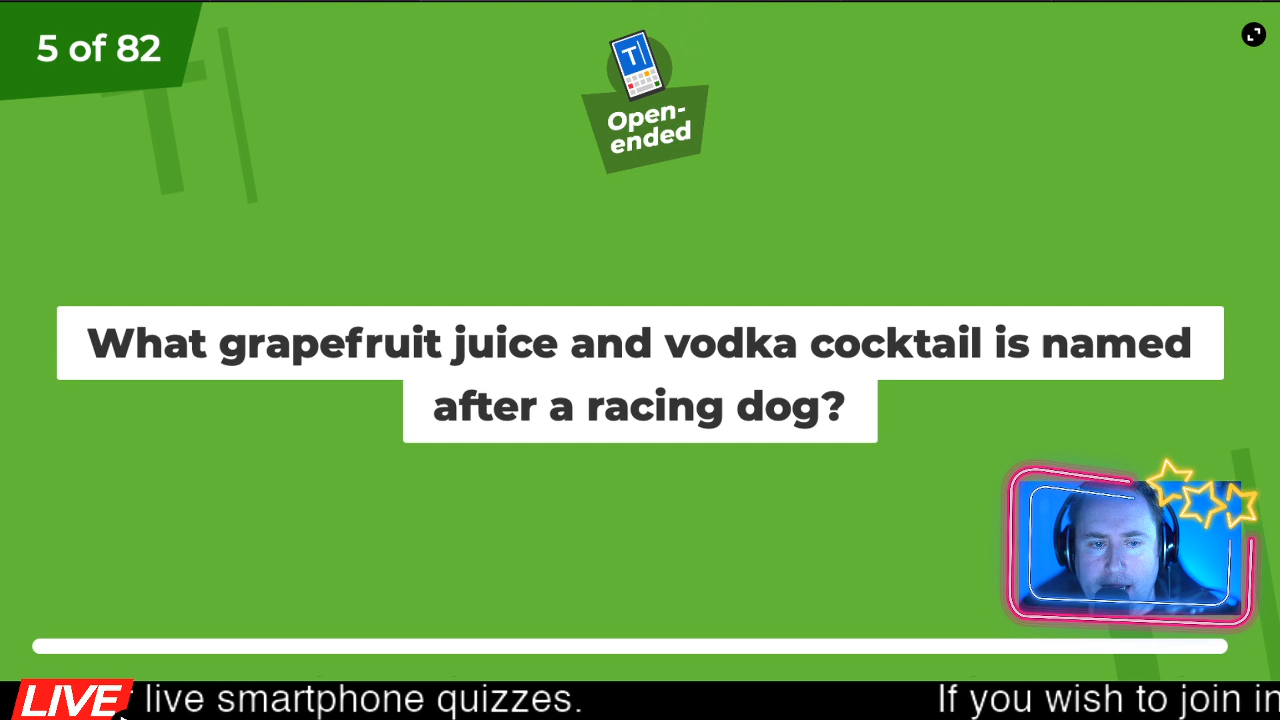 5 of 82
T
Open-
ended
What grapefruit juice and vodka cocktail is named
after a racing dog?
LIVE live smartphone quizzes. If you wish to join in